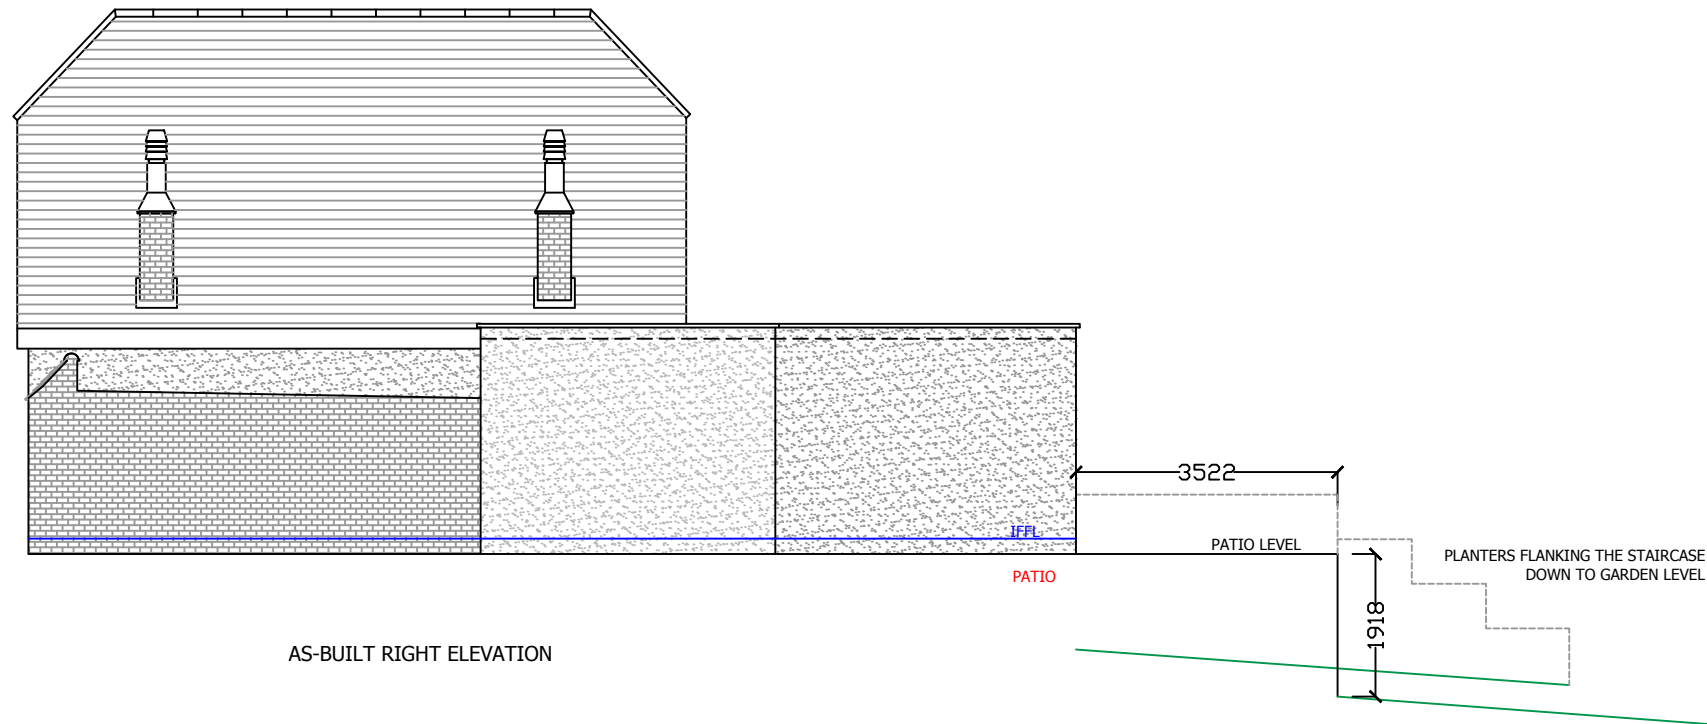 3522
IFFL
PATIO LEVEL
PLANTERS FLANKING THE STAIRCASE
DOWN TO GARDEN LEVEL
PATIO
1918
AS-BUILT RIGHT ELEVATION